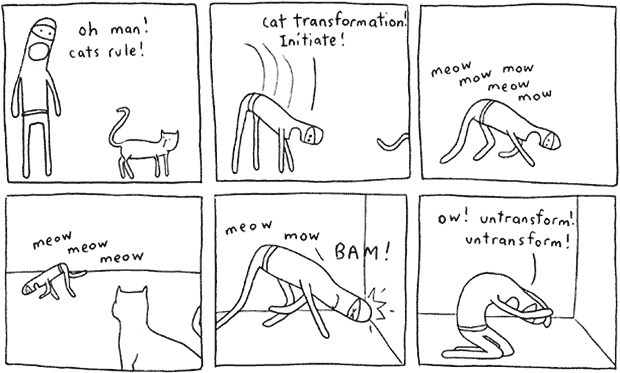 oh man!
cats rule!
cat transformation!
Initiate!
meow
mow mow
meow
mow
meow
meow
meow
meow
mow
BAM!
ow! untransform!
untransform!